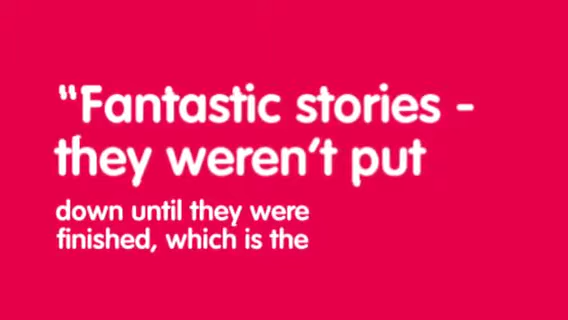 “Fantastic stories -
they weren’t put
down until they were
finished, which is the